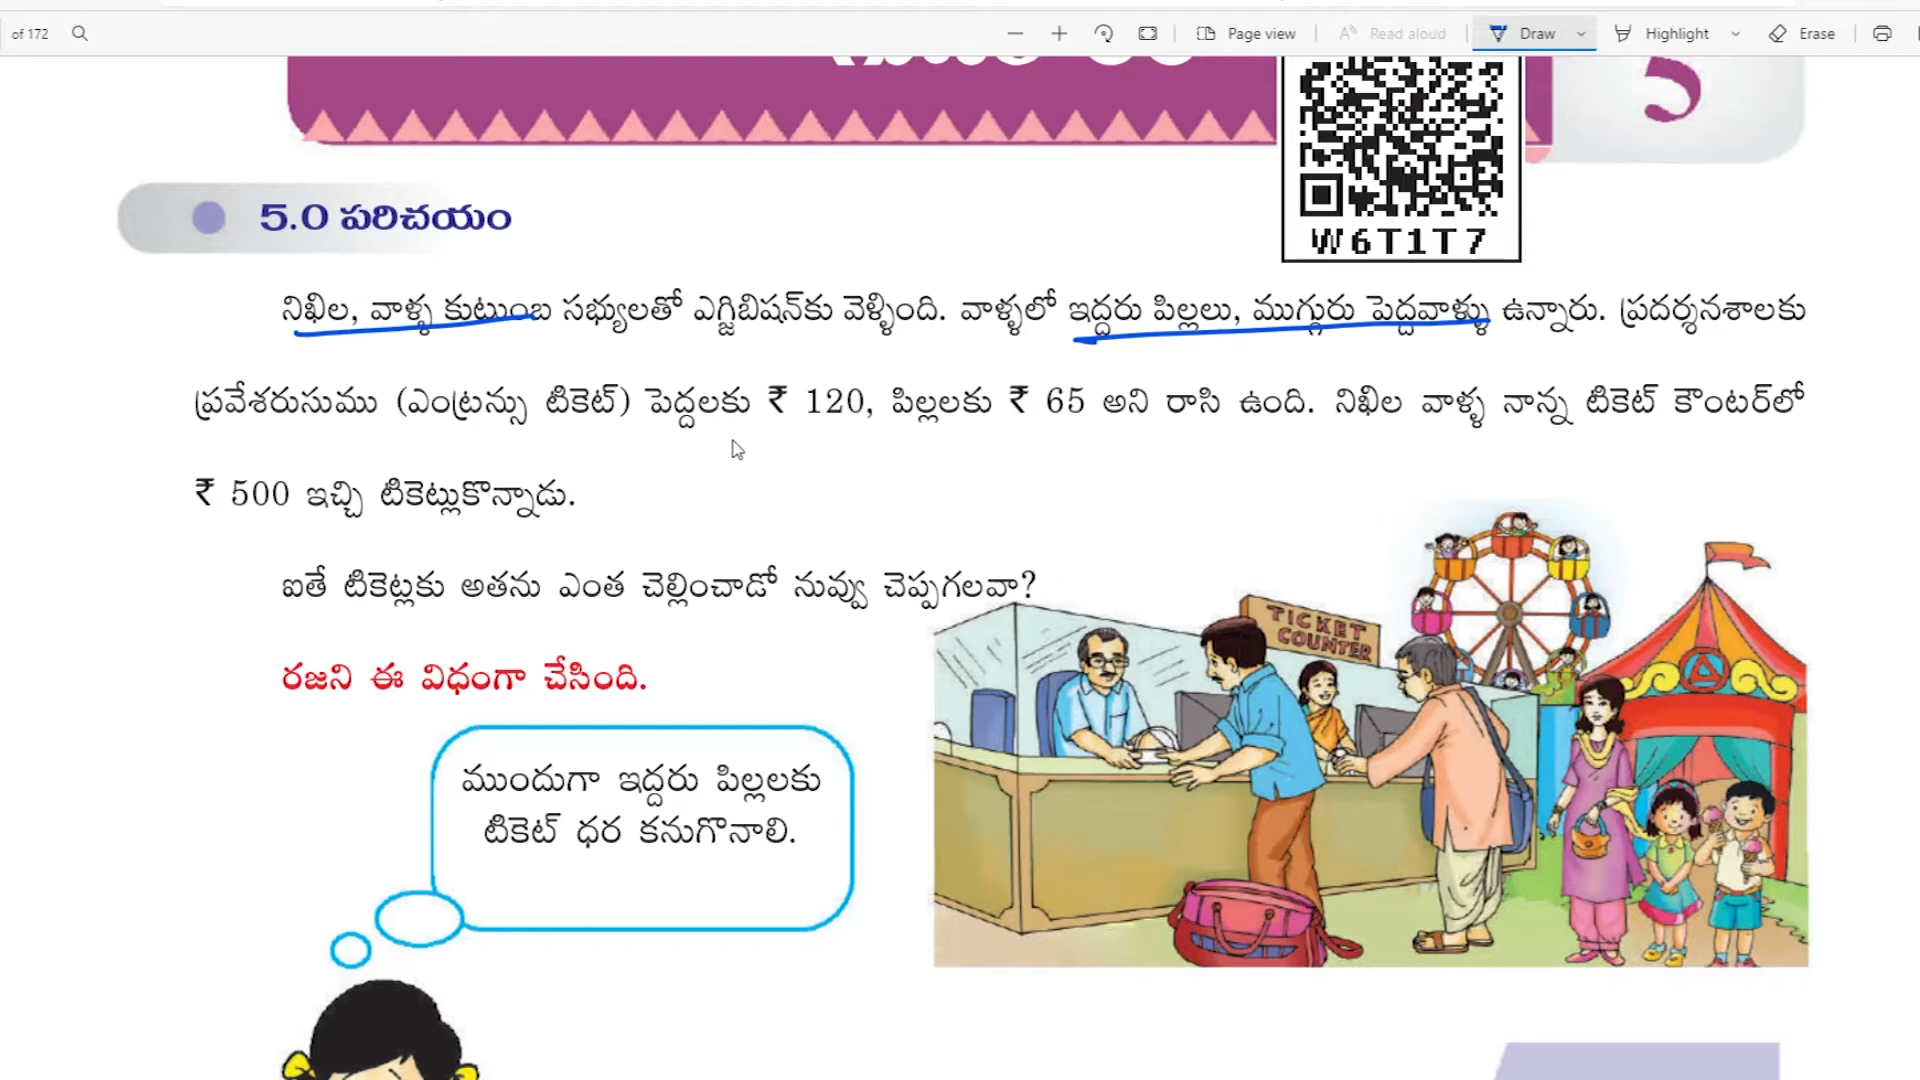 of 172
Page view
Read aloud
Draw
Highlight
Erase
5
W6T1T7
5.0 పరిచయం
నిఖిల, వాళ్ళ కుటుంబ సభ్యులతో ఎగ్జిబిషన్‌కు వెళ్ళింది. వాళ్ళలో ఇద్దరు పిల్లలు, ముగ్గురు పెద్దవాళ్ళు ఉన్నారు. ప్రదర్శనశాలకు
ప్రవేశరుసుము (ఎంట్రన్సు టికెట్) పెద్దలకు ₹ 120, పిల్లలకు ₹ 65 అని రాసి ఉంది. నిఖిల వాళ్ళ నాన్న టికెట్ కౌంటర్‌లో
₹ 500 ఇచ్చి టికెట్లుకొన్నాడు.
ఐతే టికెట్లకు అతను ఎంత చెల్లించాడో నువ్వు చెప్పగలవా?
TICKET
COUNTER
రజని ఈ విధంగా చేసింది.
ముందుగా ఇద్దరు పిల్లలకు
టికెట్ ధర కనుగొనాలి.